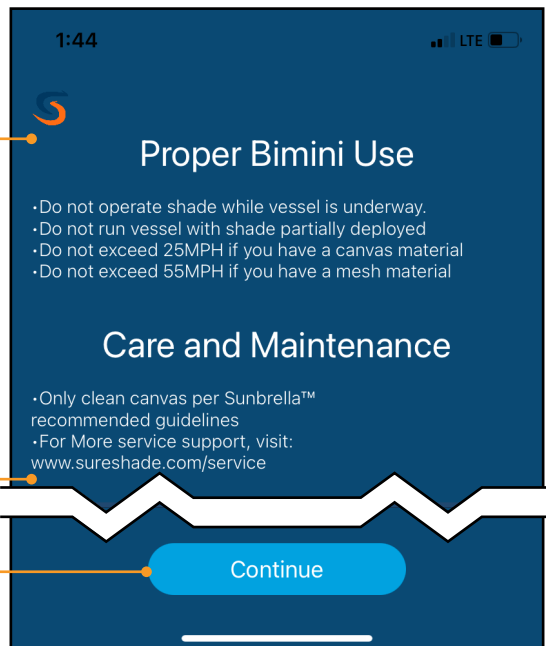 1:44
LTE
Proper Bimini Use
•Do not operate shade while vessel is underway.
•Do not run vessel with shade partially deployed
•Do not exceed 25MPH if you have a canvas material
•Do not exceed 55MPH if you have a mesh material
Care and Maintenance
•Only clean canvas per Sunbrella™
recommended guidelines
•For More service support, visit:
www.sureshade.com/service
Continue